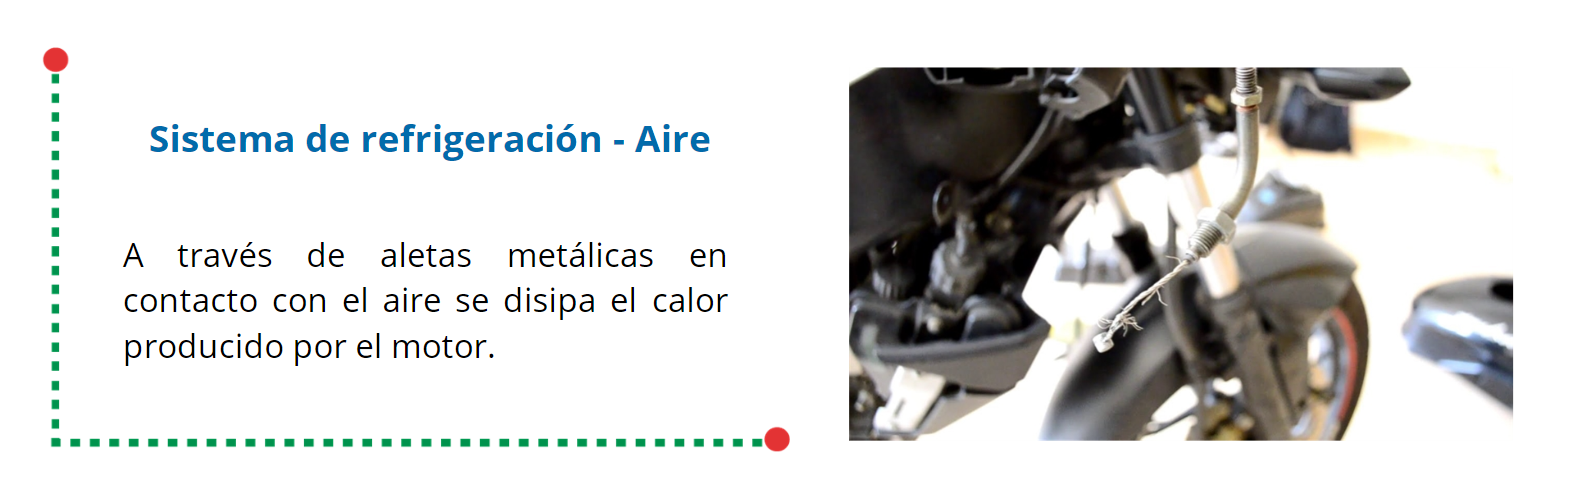 Sistema de refrigeración - Aire
A través de aletas metálicas en
contacto con el aire se disipa el calor
producido por el motor.